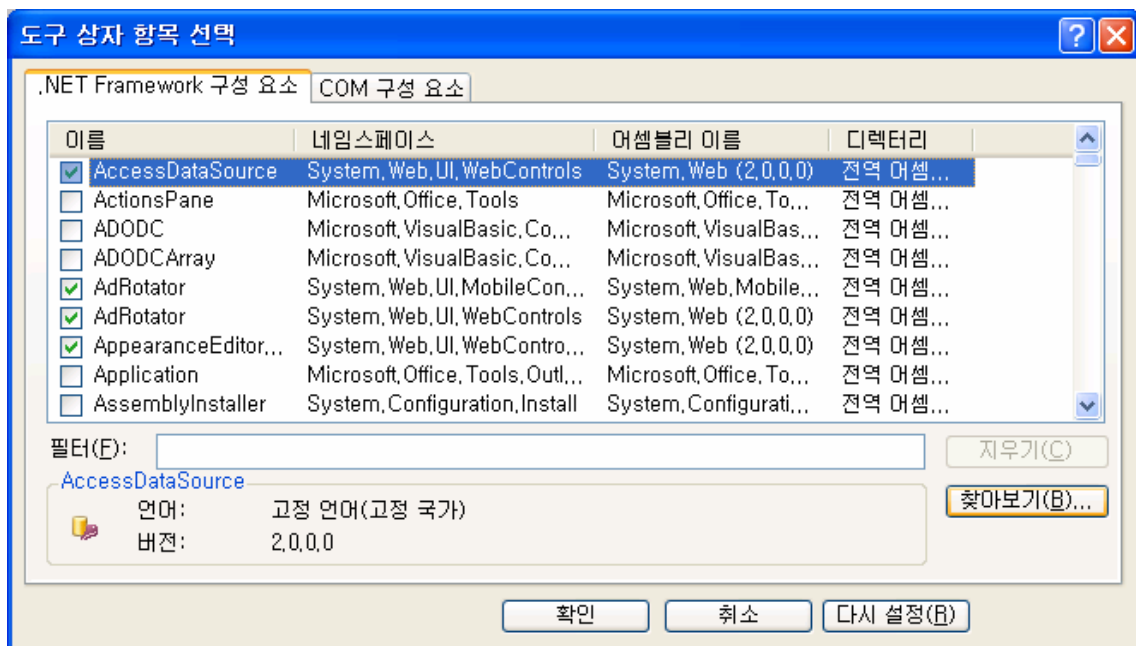 도구 상자 항목 선택
.NET Framework 구성 요소 COM 구성 요소
이름 네임스페이스 어셈블리 이름 디렉터리
AccessDataSource System.Web.UI.WebControls System.Web (2.0.0.0) 전역 어셈...
ActionsPane Microsoft.Office.Tools Microsoft.Office.To... 전역 어셈...
ADODC Microsoft.VisualBasic.Co... Microsoft.VisualBas... 전역 어셈...
ADODCArray Microsoft.VisualBasic.Co... Microsoft.VisualBas... 전역 어셈...
AdRotator System.Web.UI.MobileCon... System.Web.Mobile... 전역 어셈...
AdRotator System.Web.UI.WebControls System.Web (2.0.0.0) 전역 어셈...
AppearanceEditor... System.Web.UI.WebContro... System.Web (2.0.0.0) 전역 어셈...
Application Microsoft.Office.Tools.Outl... Microsoft.Office.To... 전역 어셈...
AssemblyInstaller System.Configuration.Install System.Configurati... 전역 어셈...
필터(F): 지우기(C)
AccessDataSource
언어: 고정 언어(고정 국가) 찾아보기(B)...
버전: 2.0.0.0
확인 취소 다시 설정(R)